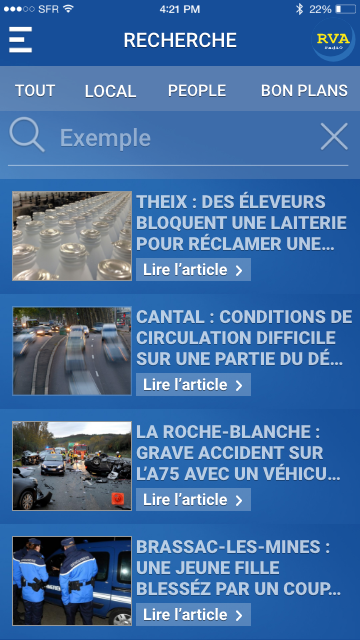 SFR 4:21 PM 22%
RECHERCHE
RVA
RADIO
TOUT LOCAL PEOPLE BON PLANS
Exemple
THEIX : DES ÉLEVEURS
BLOQUENT UNE LAITERIE
POUR RÉCLAMER UNE...
Lire l’article
CANTAL : CONDITIONS DE
CIRCULATION DIFFICILE
SUR UNE PARTIE DU DÉ...
Lire l’article
LA ROCHE-BLANCHE :
GRAVE ACCIDENT SUR
L’A75 AVEC UN VÉHICU...
Lire l’article
BRASSAC-LES-MINES :
UNE JEUNE FILLE
BLESSÉZ PAR UN COUP...
Lire l’article